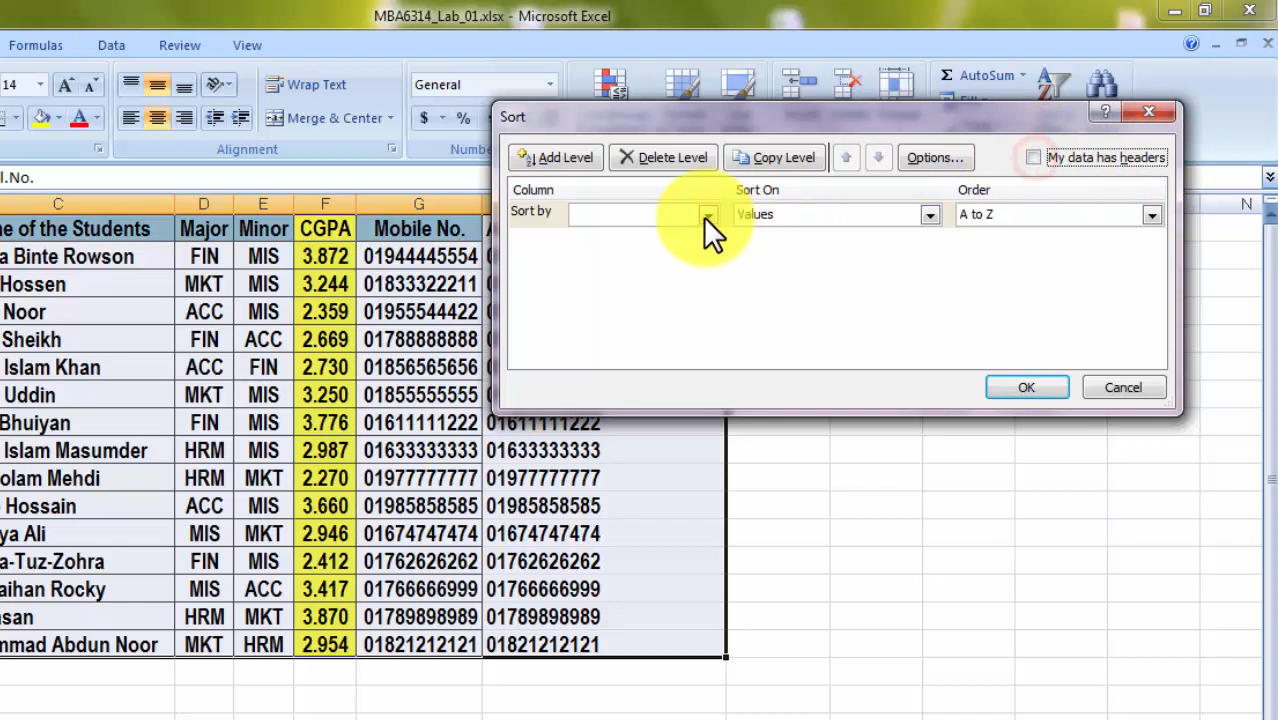 MBA6314_Lab_01.xlsx - Microsoft Excel
Formulas Data Review View
14 A A Wrap Text General Σ AutoSum
A Merge & Center $ %
Alignment
Sort
Add Level Delete Level Copy Level Options... My data has headers
Column Sort On Order
Sort by Values A to Z
OK Cancel
l.No.
C D E F G N
ne of the Students Major Minor CGPA Mobile No.
a Binte Rowson FIN MIS 3.872 01944445554
Hossen MKT MIS 3.244 01833322211
Noor ACC MIS 2.359 01955544422
Sheikh FIN ACC 2.669 01788888888
Islam Khan ACC FIN 2.730 01856565656
Uddin MKT MIS 3.250 01855555555
Bhuiyan FIN MIS 3.776 01611111222 01611111222
Islam Masumder HRM MIS 2.987 01633333333 01633333333
olam Mehdi HRM MKT 2.270 01977777777 01977777777
Hossain ACC MIS 3.660 01985858585 01985858585
ya Ali MIS MKT 2.946 01674747474 01674747474
a-Tuz-Zohra FIN MIS 2.412 01762626262 01762626262
aihan Rocky MIS ACC 3.417 01766666999 01766666999
asan HRM MKT 3.870 01789898989 01789898989
mmad Abdun Noor MKT HRM 2.954 01821212121 01821212121